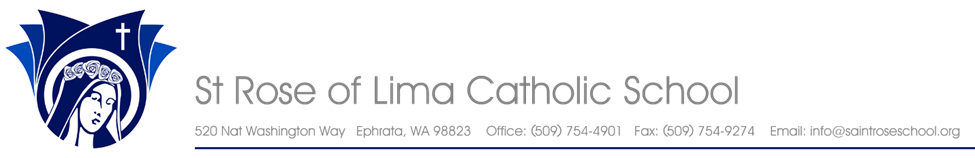 St Rose of Lima Catholic School
520 Nat Washington Way Ephrata, WA 98823 Office: (509) 754-4901 Fax: (509) 754-9274 Email: info@saintroseschool.org